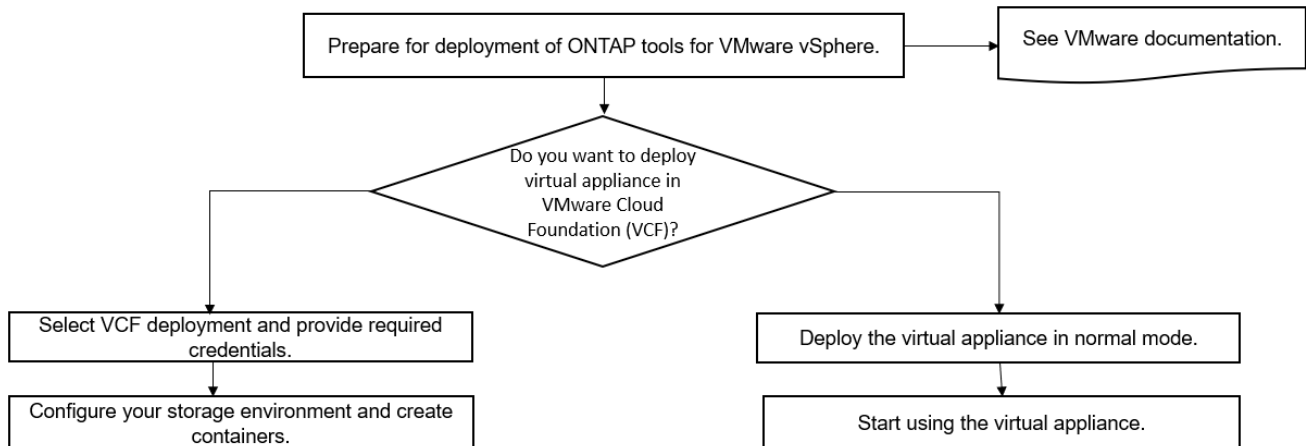 Prepare for deployment of ONTAP tools for VMware vSphere.
See VMware documentation.
Do you want to deploy
virtual appliance in
VMware Cloud
Foundation (VCF)?
Select VCF deployment and provide required
credentials.
Deploy the virtual appliance in normal mode.
Configure your storage environment and create
containers.
Start using the virtual appliance.